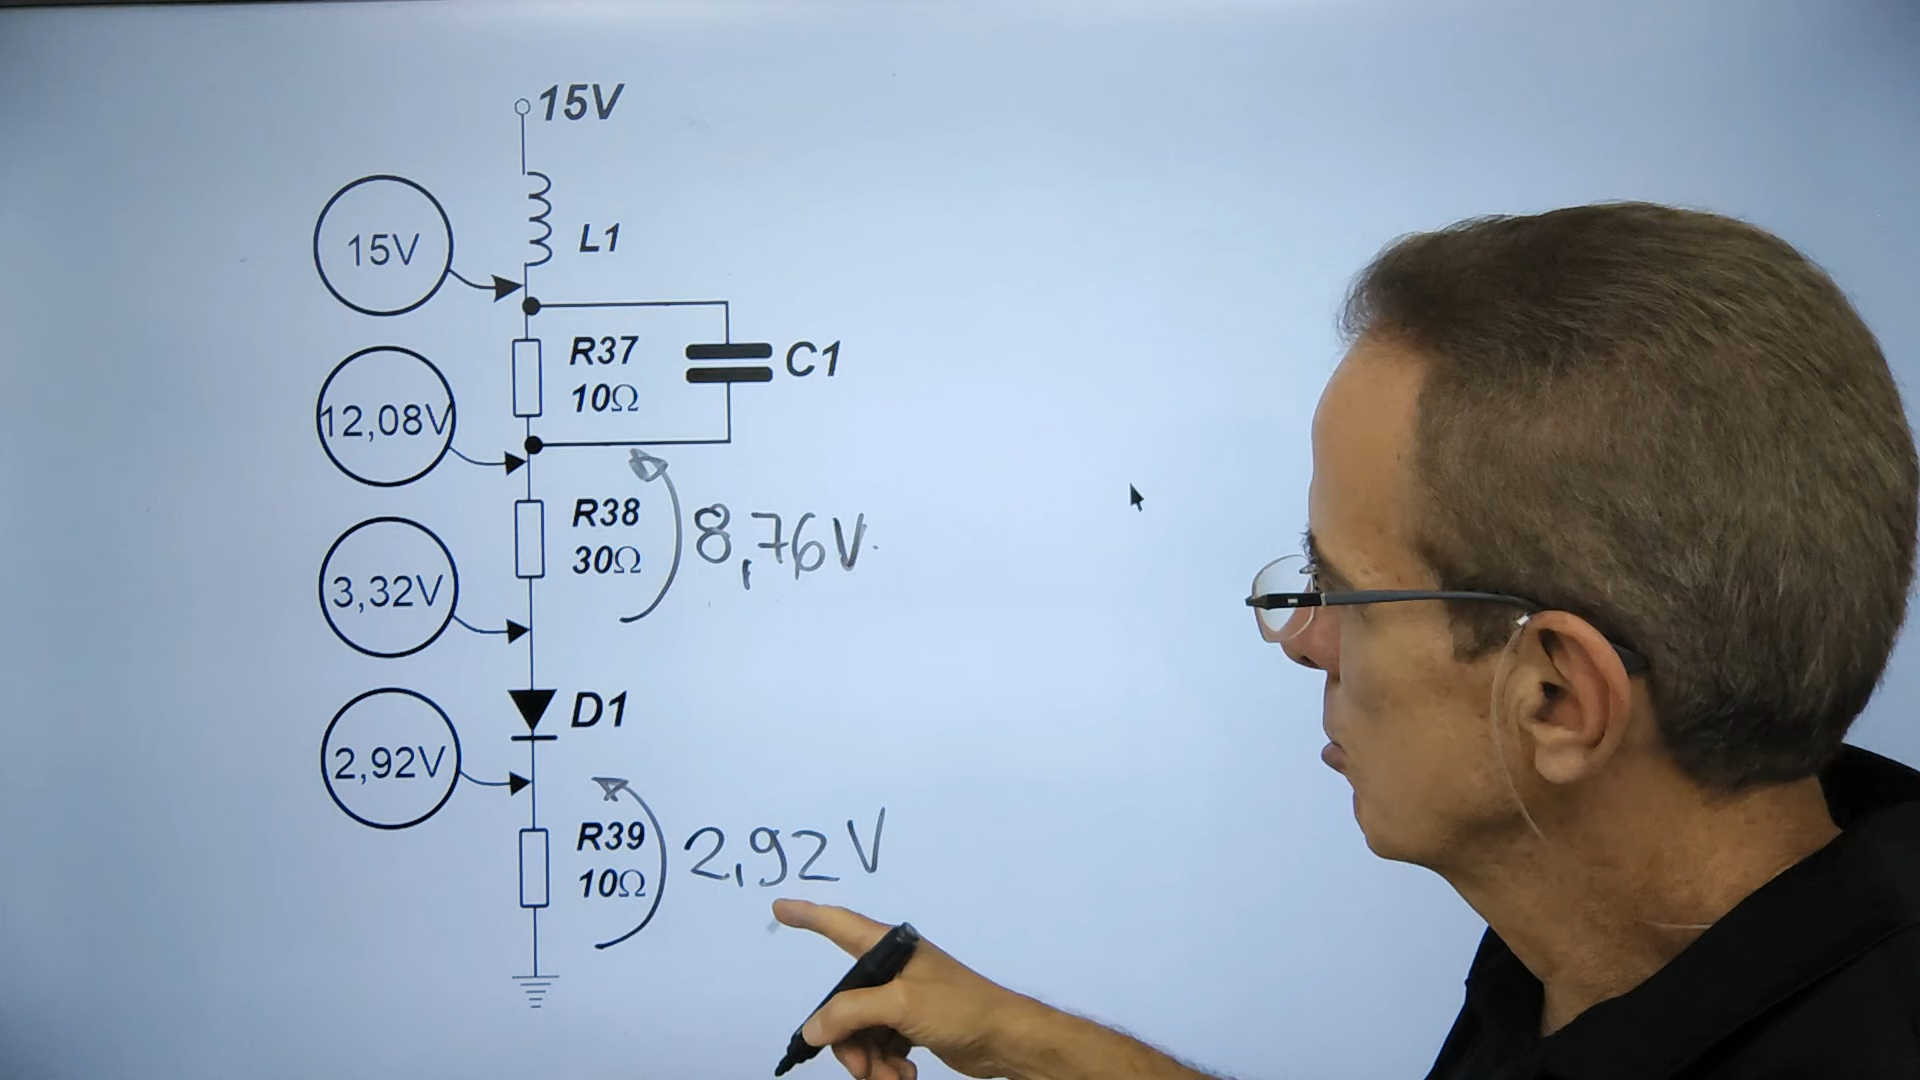 15V
15V
L1
R37
10Ω
C1
12,08V
R38
30Ω
8,76V.
3,32V
D1
2,92V
R39
10Ω
2,92V